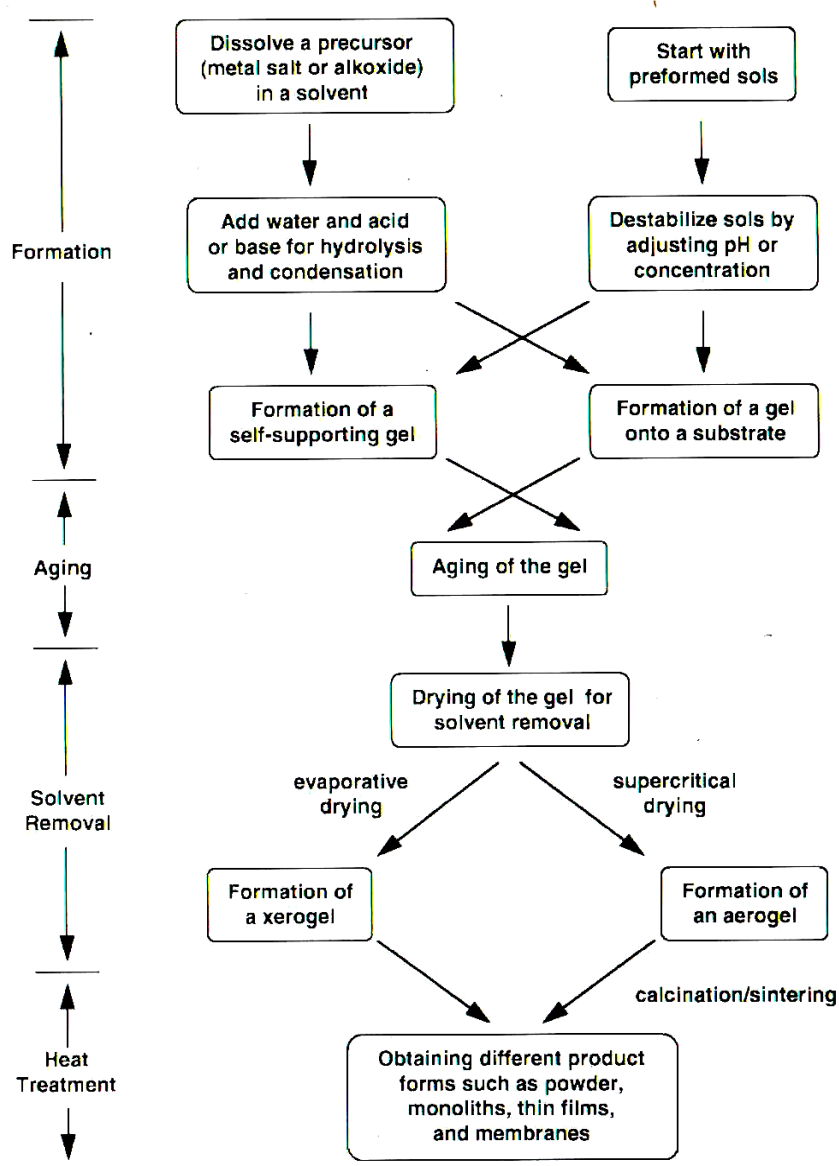 Dissolve a precursor
(metal salt or alkoxide)
in a solvent
Start with
preformed sols
Add water and acid
or base for hydrolysis
and condensation
Destabilize sols by
adjusting pH or
concentration
Formation
Formation of a
self-supporting gel
Formation of a gel
onto a substrate
Aging
Aging of the gel
Drying of the gel for
solvent removal
evaporative
drying
supercritical
drying
Solvent
Removal
Formation of
a xerogel
Formation of
an aerogel
calcination/sintering
Heat
Treatment
Obtaining different product
forms such as powder,
monoliths, thin films,
and membranes